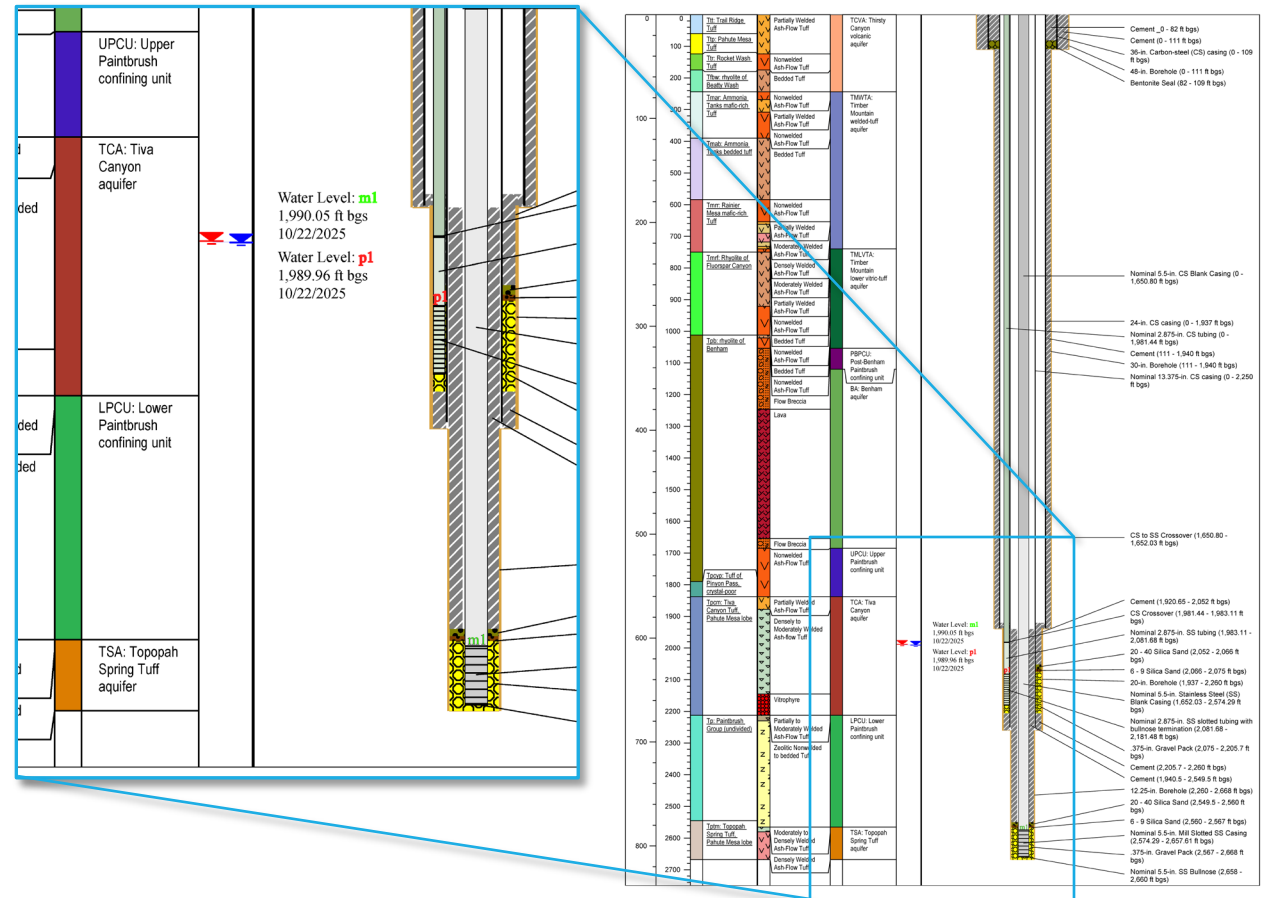 UPCU: Upper
Paintbrush
confining unit
TCA: Tiva
Canyon
aquifer
ded
Water Level: m1
1,990.05 ft bgs
10/22/2025
Water Level: p1
1,989.96 ft bgs
10/22/2025
p1
LPCU: Lower
Paintbrush
confining unit
ded
ded
m1
TSA: Topopah
Spring Tuff
aquifer
0
100
200
300
400
500
600
700
800
0
100
200
300
400
500
600
700
800
900
1000
1100
1200
1300
1400
1500
1600
1700
1800
1900
2000
2100
2200
2300
2400
2500
2600
2700
Ttt: Trail Ridge
Tuff
Ttp: Pahute Mesa
Tuff
Ttr: Rocket Wash
Tuff
Tfbw: rhyolite of
Beatty Wash
Tmar: Ammonia
Tanks mafic-rich
Tuff
Tmab: Ammonia
Tanks bedded tuff
Tmrr: Rainier
Mesa mafic-rich
Tuff
Tmrf: Rhyolite of
Fluorspar Canyon
Tpb: rhyolite of
Benham
Tpcyp: Tuff of
Pinyon Pass,
crystal-poor
Tpcm: Tiva
Canyon Tuff,
Pahute Mesa lobe
Tp: Paintbrush
Group (undivided)
Tptm: Topopah
Spring Tuff,
Pahute Mesa lobe
Partially Welded
Ash-Flow Tuff
Nonwelded
Ash-Flow Tuff
Bedded Tuff
Nonwelded
Ash-Flow Tuff
Partially Welded
Ash-Flow Tuff
Nonwelded
Ash-Flow Tuff
Bedded Tuff
Nonwelded
Ash-Flow Tuff
Partially Welded
Ash-Flow Tuff
Moderately Welded
Ash-Flow Tuff
Densely Welded
Ash-Flow Tuff
Moderately Welded
Ash-Flow Tuff
Partially Welded
Ash-Flow Tuff
Nonwelded
Ash-Flow Tuff
Bedded Tuff
Nonwelded
Ash-Flow Tuff
Bedded Tuff
Nonwelded
Ash-Flow Tuff
Flow Breccia
Lava
Flow Breccia
Nonwelded
Ash-Flow Tuff
Partially Welded
Ash-Flow Tuff
Densely to
Moderately Welded
Ash-flow Tuff
Vitrophyre
Partially to
Moderately Welded
Ash-Flow Tuff
Zeolitic Nonwelded
to bedded Tuff
Moderately to
Densely Welded
Ash-Flow Tuff
Densely Welded
Ash-Flow Tuff
TCVA: Thirsty
Canyon
volcanic
aquifer
TMWTA:
Timber
Mountain
welded-tuff
aquifer
TMLVTA:
Timber
Mountain
lower vitric-tuff
aquifer
PBPCU:
Post-Benham
Paintbrush
confining unit
BA: Benham
aquifer
UPCU: Upper
Paintbrush
confining unit
TCA: Tiva
Canyon
aquifer
LPCU: Lower
Paintbrush
confining unit
TSA: Topopah
Spring Tuff
aquifer
Water Level: m1
1,990.05 ft bgs
10/22/2025
Water Level: p1
1,989.96 ft bgs
10/22/2025
m1
Cement _0 - 82 ft bgs)
Cement (0 - 111 ft bgs)
36-in. Carbon-steel (CS) casing (0 - 109
ft bgs)
48-in. Borehole (0 - 111 ft bgs)
Bentonite Seal (82 - 109 ft bgs)
Nominal 5.5-in. CS Blank Casing (0 -
1,650.80 ft bgs)
24-in. CS casing (0 - 1,937 ft bgs)
Nominal 2.875-in. CS tubing (0 -
1,981.44 ft bgs)
Cement (111 - 1,940 ft bgs)
30-in. Borehole (111 - 1,940 ft bgs)
Nominal 13.375-in. CS casing (0 - 2,250
ft bgs)
CS to SS Crossover (1,650.80 -
1,652.03 ft bgs)
Cement (1,920.65 - 2,052 ft bgs)
CS Crossover (1,981.44 - 1,983.11 ft
bgs)
Nominal 2.875-in. SS tubing (1,983.11 -
2,081.68 ft bgs)
20 - 40 Silica Sand (2,052 - 2,066 ft
bgs)
6 - 9 Silica Sand (2,066 - 2,075 ft bgs)
20-in. Borehole (1,937 - 2,260 ft bgs)
Nominal 5.5-in. Stainless Steel (SS)
Blank Casing (1,652.03 - 2,574.29 ft
bgs)
Nominal 2.875-in. SS slotted tubing with
bullnose termination (2,081.68 -
2,181.48 ft bgs)
.375-in. Gravel Pack (2,075 - 2,205.7 ft
bgs)
Cement (2,205.7 - 2,260 ft bgs)
Cement (1,940.5 - 2,549.5 ft bgs)
12.25-in. Borehole (2,260 - 2,668 ft bgs)
20 - 40 Silica Sand (2,549.5 - 2,560 ft
bgs)
6 - 9 Silica Sand (2,560 - 2,567 ft bgs)
Nominal 5.5-in. Mill Slotted SS Casing
(2,574.29 - 2,657.61 ft bgs)
.375-in. Gravel Pack (2,567 - 2,668 ft
bgs)
Nominal 5.5-in. SS Bullnose (2,658 -
2,660 ft bgs)